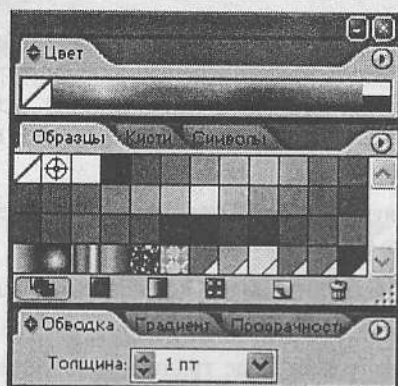 Цвет
Образцы Кисти Символы
Обводка Градиент Прозрачность
Толщина: 1 пт